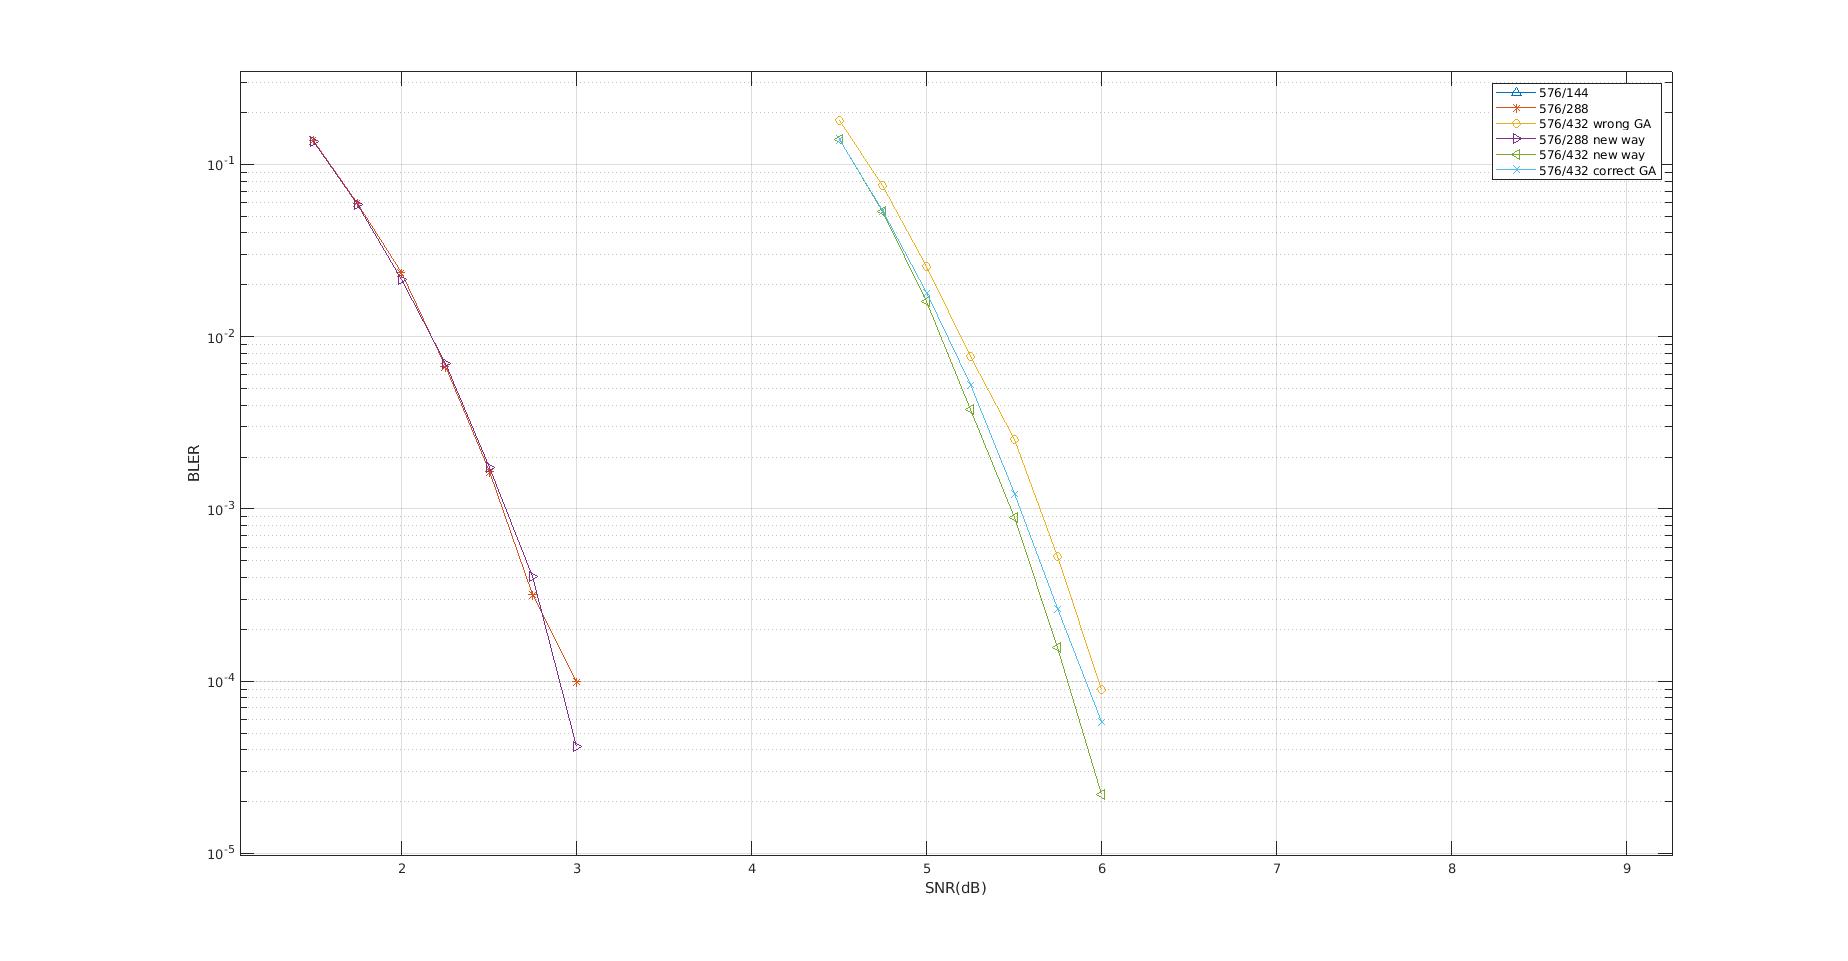 576/144
576/288
576/432 wrong GA
576/288 new way
576/432 new way
576/432 correct GA
10^-1
10^-2
10^-3
10^-4
10^-5
BLER
2 3 4 5 6 7 8 9
SNR(dB)